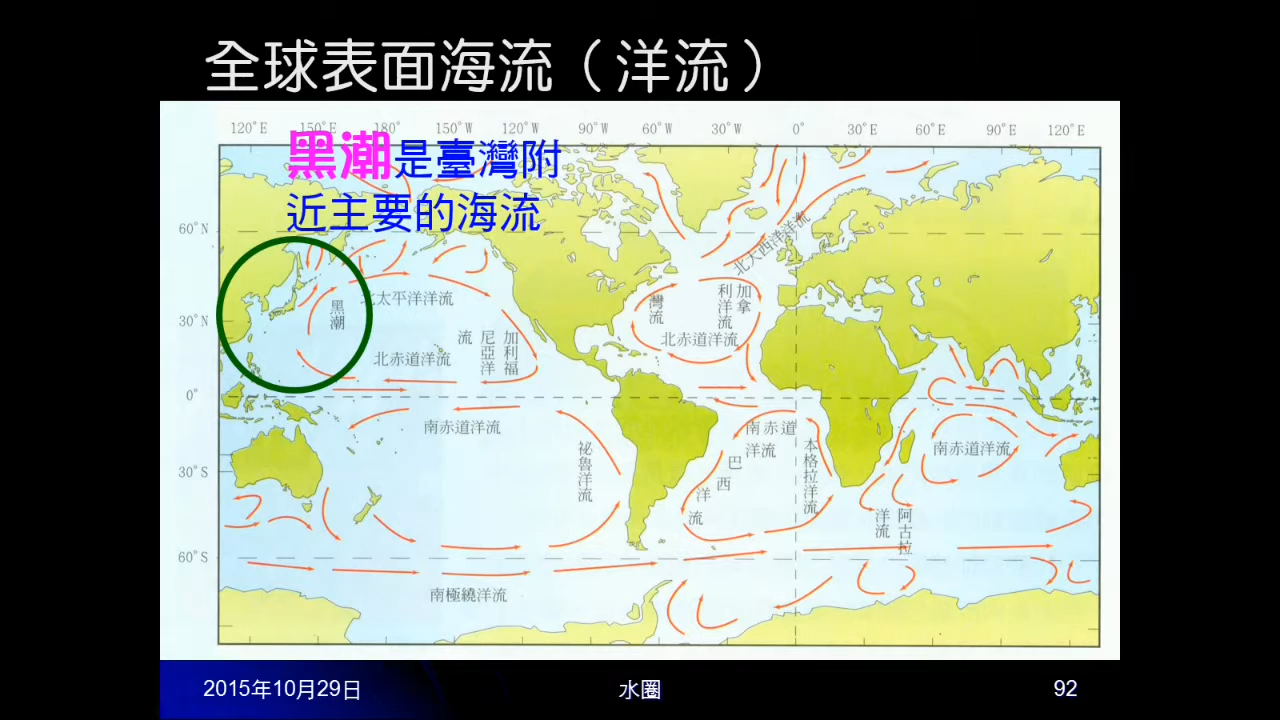 全球表面海流（洋流）
120°E 150°E 180° 150°W 120°W 90°W 60°W 30°W 0° 30°E 60°E 90°E 120°E
黑潮是臺灣附
近主要的海流
60°N
30°N
0°
30°S
60°S
北大西洋洋流
黑潮
北太平洋洋流
加利福
尼亞洋
流
北赤道洋流
灣流
加拿
利洋流
北赤道洋流
南赤道洋流
祕魯洋流
南赤道
洋流
巴西洋流
本格拉洋流
南赤道洋流
阿古拉
洋流
南極繞洋流
2015年10月29日
水圈
92